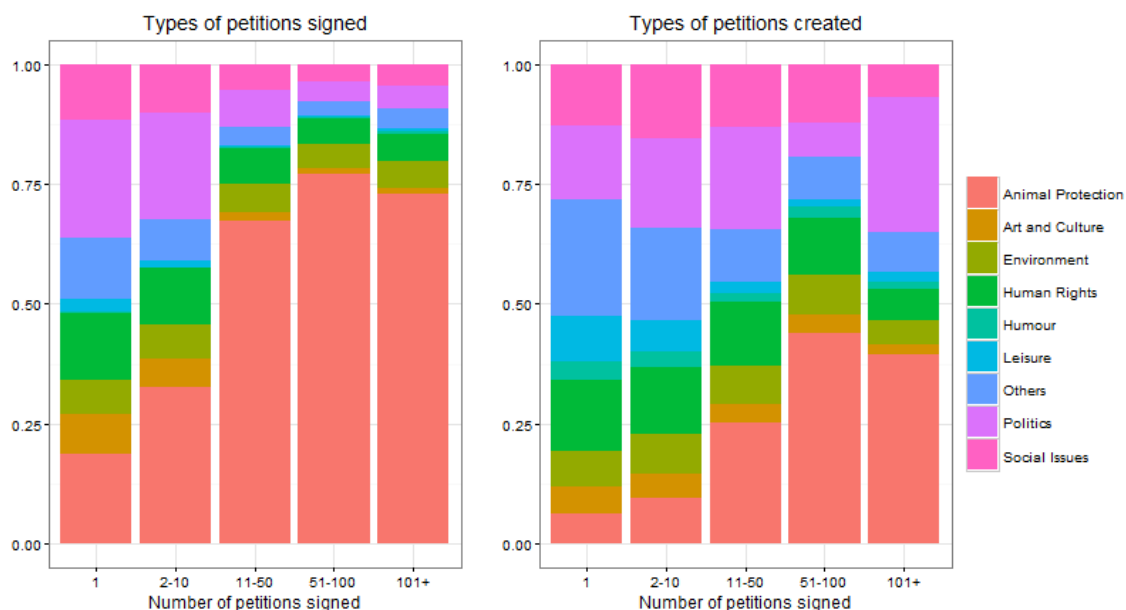 Types of petitions signed
1.00
0.75
0.50
0.25
0.00
1
2-10
11-50
51-100
101+
Number of petitions signed
Types of petitions created
1.00
0.75
0.50
0.25
0.00
1
2-10
11-50
51-100
101+
Number of petitions signed
Animal Protection
Art and Culture
Environment
Human Rights
Humour
Leisure
Others
Politics
Social Issues